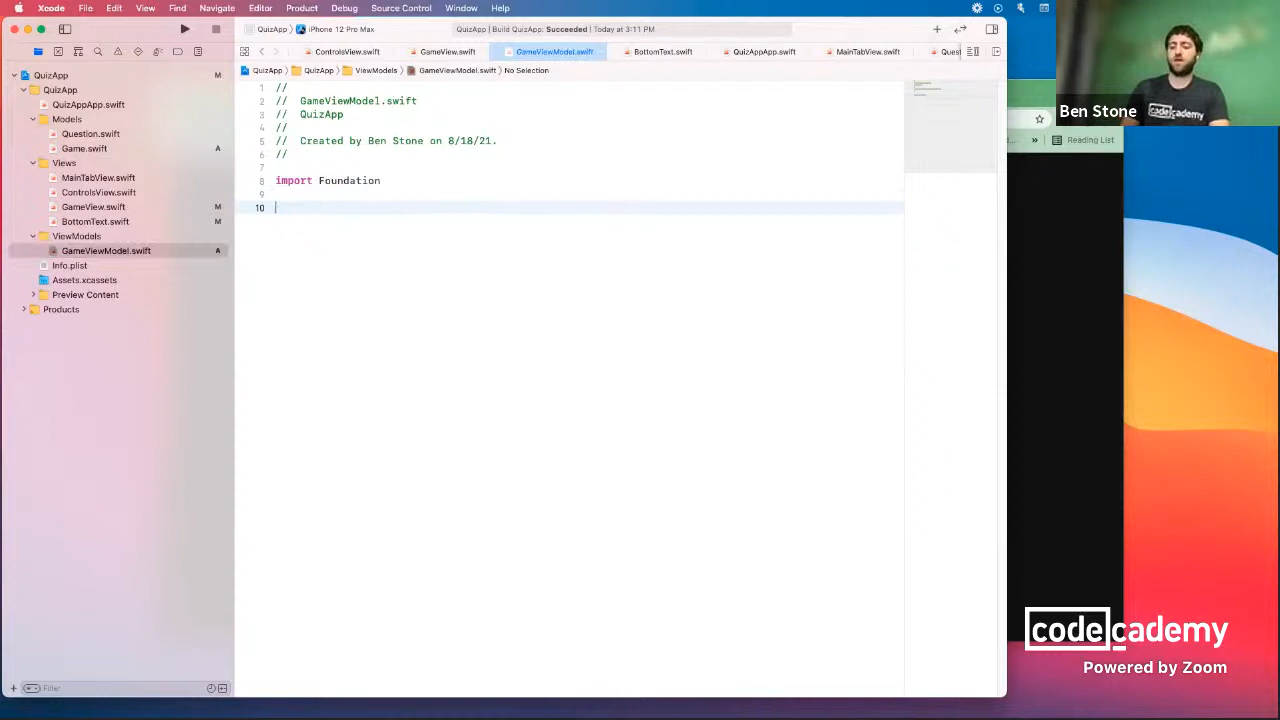 Xcode File Edit View Find Navigate Editor Product Debug Source Control Window Help
QuizApp iPhone 12 Pro Max
QuizApp | Build QuizApp: Succeeded | Today at 3:11 PM
ControlsView.swift GameView.swift GameViewModel.swift BottomText.swift QuizAppApp.swift MainTabView.swift Quest
QuizApp QuizApp ViewModels GameViewModel.swift No Selection
QuizApp M
QuizApp
QuizAppApp.swift
Models
Question.swift
Game.swift A
Views
MainTabView.swift
ControlsView.swift
GameView.swift M
BottomText.swift M
ViewModels
GameViewModel.swift A
Info.plist
Assets.xcassets
Preview Content
Products
Filter
1 //
2 // GameViewModel.swift
3 // QuizApp
4 //
5 // Created by Ben Stone on 8/18/21.
6 //
7
8 import Foundation
9
10
Reading List
Ben Stone
code cademy
codecademy
Powered by Zoom